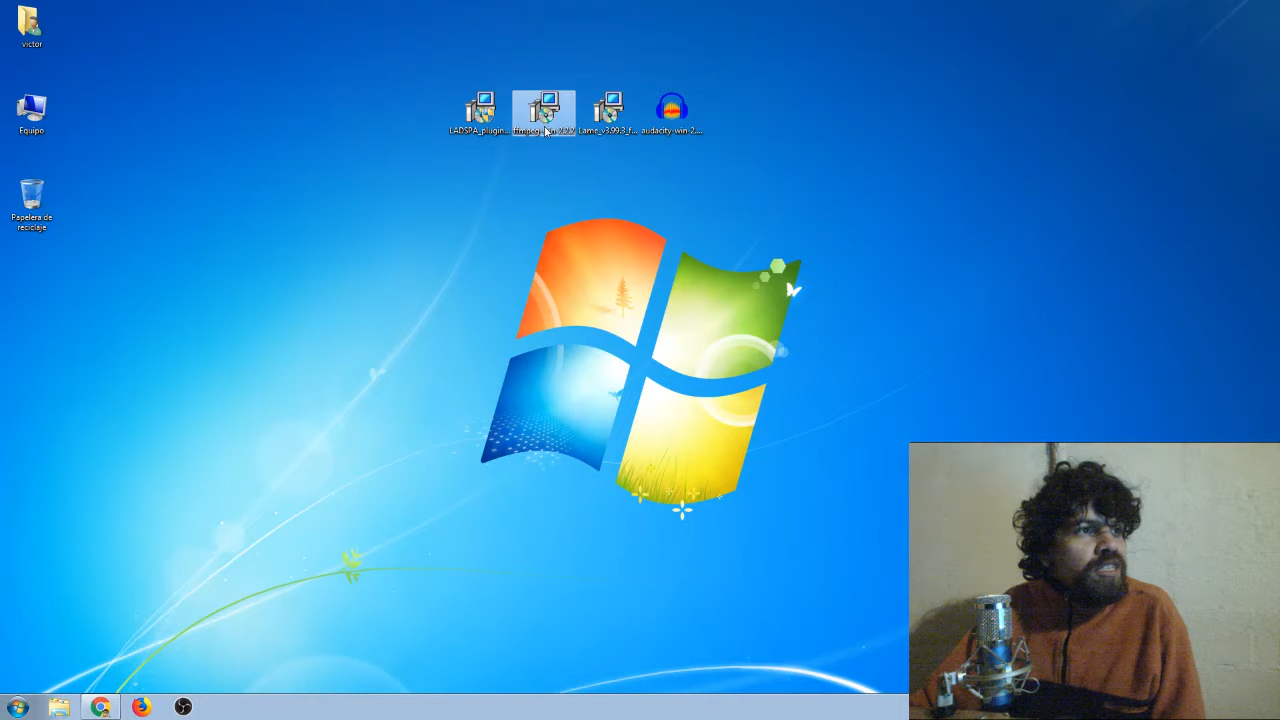 victor
Equipo
Papelera de
reciclaje
LADSPA_plugin...
Lame_v3.99.3_f...
audacity-win-2....